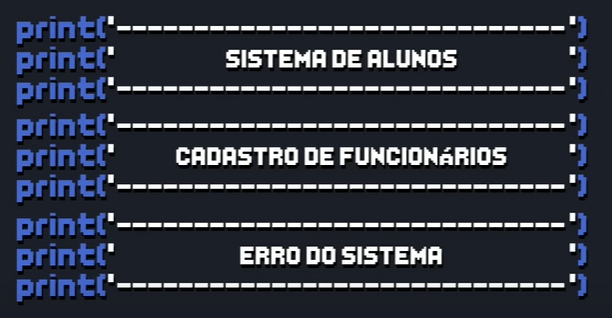 print('------------------------------')
print('        SISTEMA DE ALUNOS        ')
print('------------------------------')
print('------------------------------')
print('     CADASTRO DE FUNCIONÁRIOS     ')
print('------------------------------')
print('------------------------------')
print('         ERRO DO SISTEMA         ')
print('------------------------------')